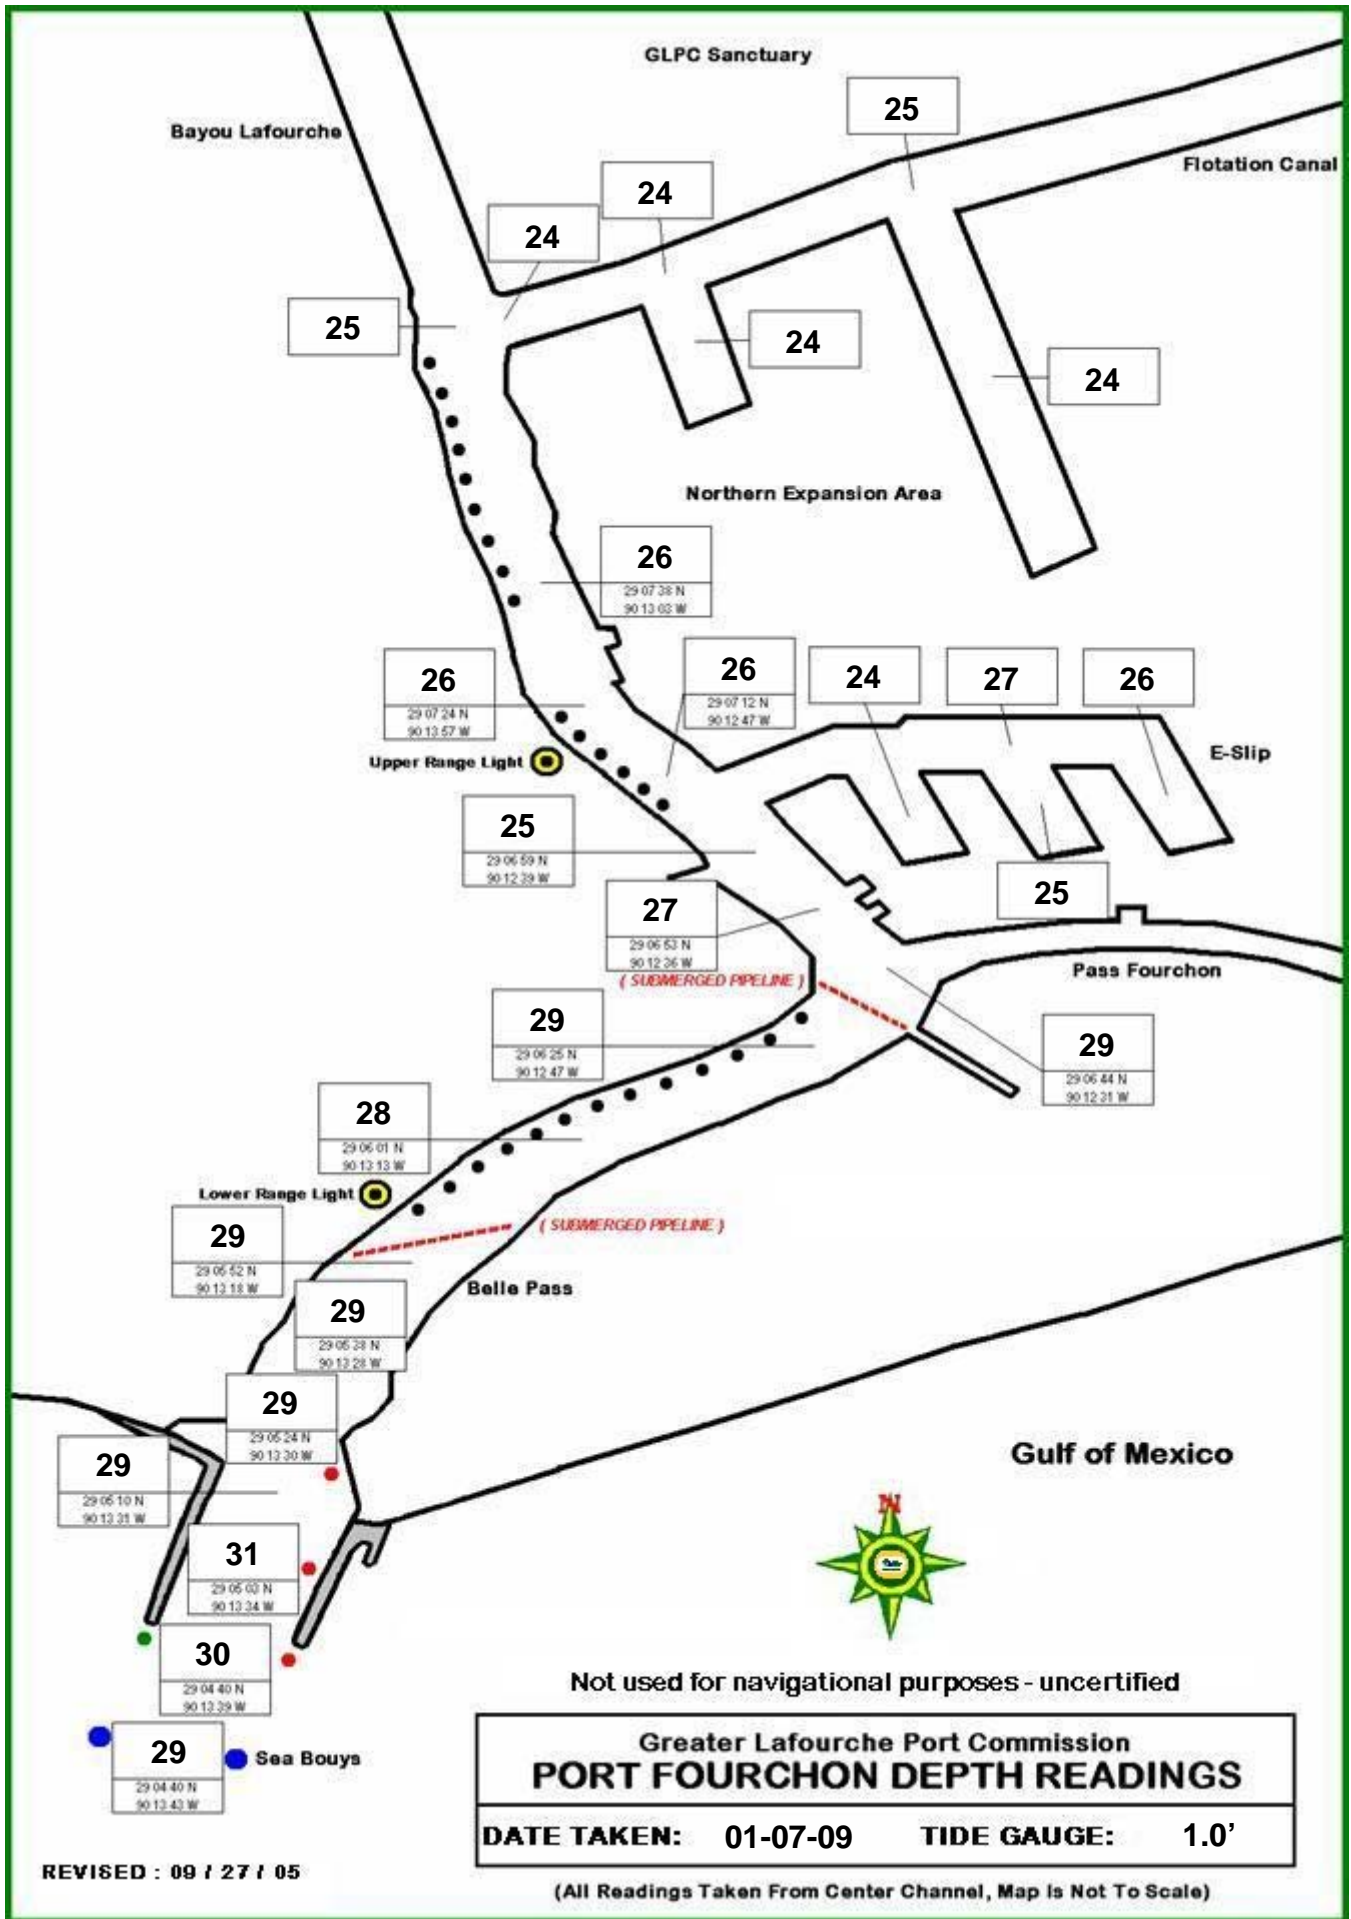 GLPC Sanctuary
25
Bayou Lafourche
Flotation Canal
24
24
25
24
24
Northern Expansion Area
26
29 07 38 N
90 13 03 W
26
29 07 24 N
90 13 57 W
26
29 07 12 N
90 12 47 W
24
27
26
Upper Range Light
E-Slip
25
29 06 59 N
90 12 39 W
25
27
29 06 53 N
90 12 36 W
( SUBMERGED PIPELINE )
Pass Fourchon
29
29 06 25 N
90 12 47 W
29
29 06 44 N
90 12 31 W
28
29 06 01 N
90 13 13 W
Lower Range Light
29
29 05 52 N
90 13 18 W
( SUBMERGED PIPELINE )
Belle Pass
29
29 05 38 N
90 13 28 W
29
29 05 24 N
90 13 30 W
Gulf of Mexico
29
29 05 10 N
90 13 31 W
N
31
29 05 03 N
90 13 34 W
30
29 04 40 N
90 13 39 W
Not used for navigational purposes - uncertified
29
29 04 40 N
90 13 43 W
Sea Bouys
Greater Lafourche Port Commission
PORT FOURCHON DEPTH READINGS
DATE TAKEN: 01-07-09 TIDE GAUGE: 1.0’
REVISED : 09 / 27 / 05
(All Readings Taken From Center Channel, Map Is Not To Scale)